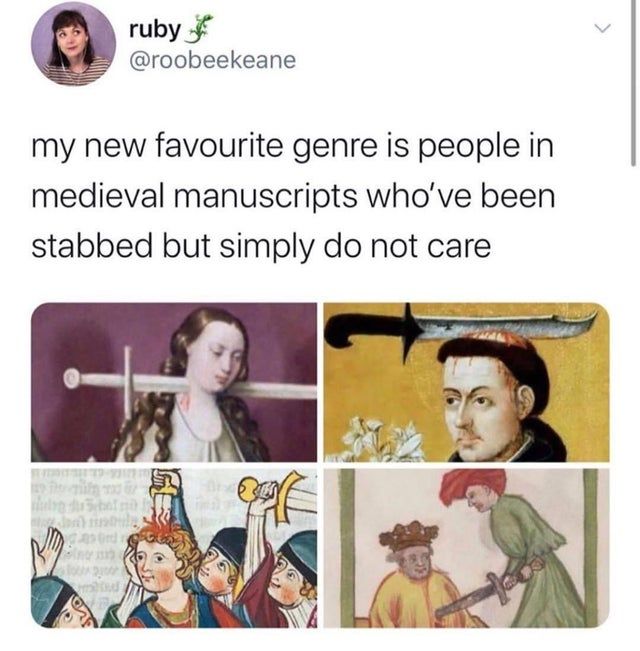 ruby
@roobeekeane
my new favourite genre is people in
medieval manuscripts who've been
stabbed but simply do not care